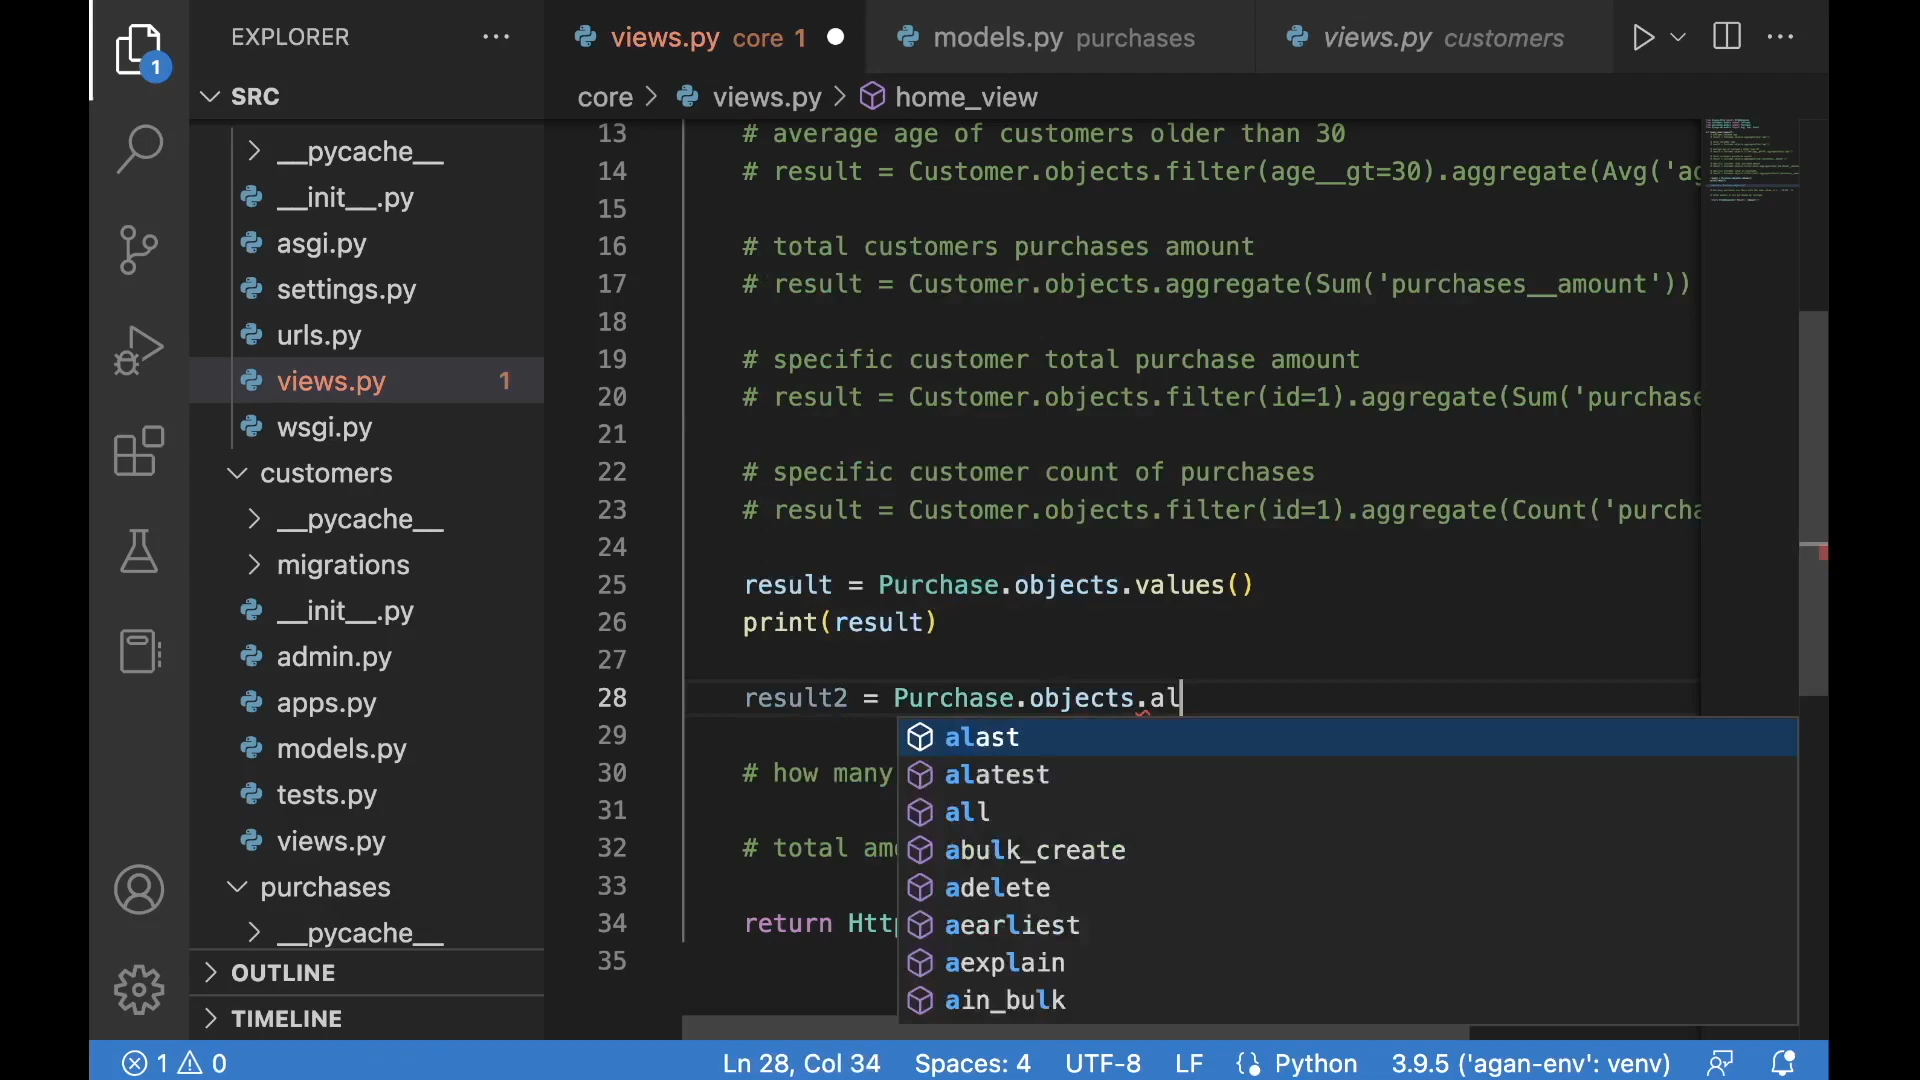 EXPLORER
views.py core 1
models.py purchases
views.py customers
1
SRC
core > views.py > home_view
__pycache__
__init__.py
asgi.py
settings.py
urls.py
views.py 1
wsgi.py
customers
__pycache__
migrations
__init__.py
admin.py
apps.py
models.py
tests.py
views.py
purchases
__pycache__
OUTLINE
TIMELINE
13 # average age of customers older than 30
14 # result = Customer.objects.filter(age__gt=30).aggregate(Avg('ag
15
16 # total customers purchases amount
17 # result = Customer.objects.aggregate(Sum('purchases__amount'))
18
19 # specific customer total purchase amount
20 # result = Customer.objects.filter(id=1).aggregate(Sum('purchase
21
22 # specific customer count of purchases
23 # result = Customer.objects.filter(id=1).aggregate(Count('purcha
24
25 result = Purchase.objects.values()
26 print(result)
27
28 result2 = Purchase.objects.al
29
30 # how many
31
32 # total amo
33
34 return Http
35
alast
alatest
all
abulk_create
adelete
aearliest
aexplain
ain_bulk
1 0
Ln 28, Col 34 Spaces: 4 UTF-8 LF {} Python 3.9.5 ('agan-env': venv)